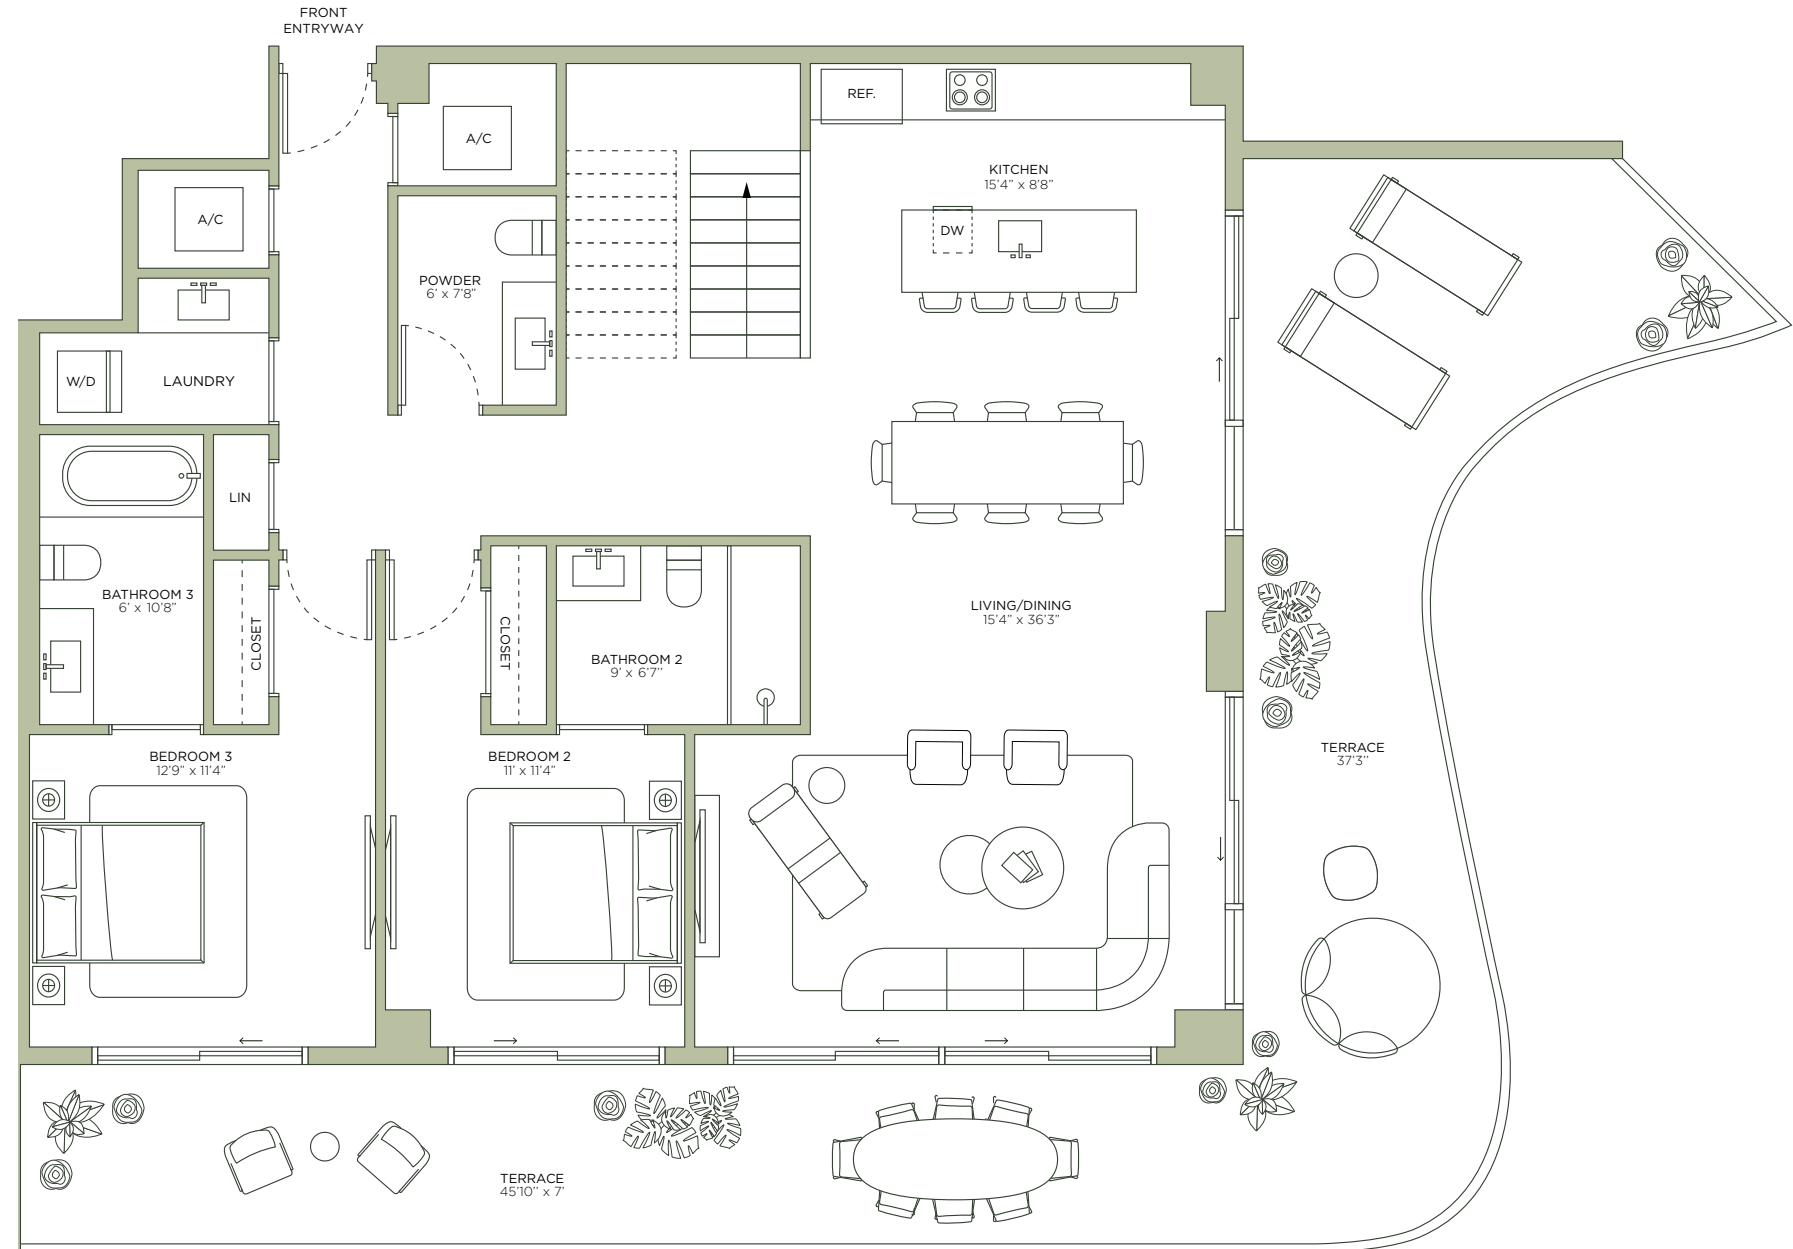 FRONT
ENTRYWAY
REF.
A/C
KITCHEN
15'4" x 8'8"
A/C
DW
POWDER
6' x 7'8"
W/D
LAUNDRY
LIN
BATHROOM 3
6' x 10'8"
CLOSET
CLOSET
LIVING/DINING
15'4" x 36'3"
BATHROOM 2
9' x 6'7"
TERRACE
37'3"
BEDROOM 3
12'9" x 11'4"
BEDROOM 2
11' x 11'4"
TERRACE
45'10" x 7'